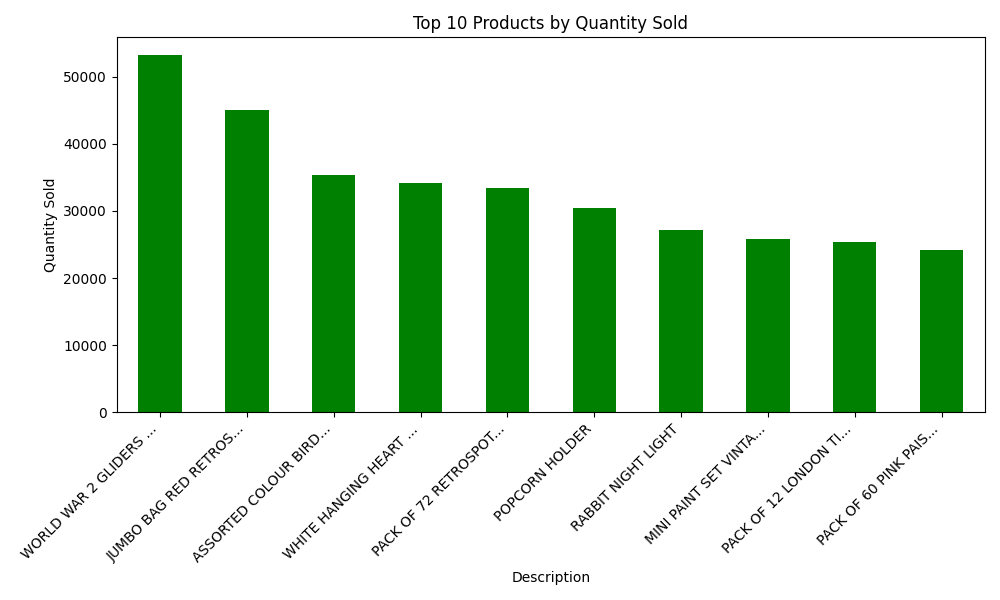 Top 10 Products by Quantity Sold
Quantity Sold
50000
40000
30000
20000
10000
0
WORLD WAR 2 GLIDERS ...
JUMBO BAG RED RETROS...
ASSORTED COLOUR BIRD...
WHITE HANGING HEART ...
PACK OF 72 RETROSPOT...
POPCORN HOLDER
RABBIT NIGHT LIGHT
MINI PAINT SET VINTA...
PACK OF 12 LONDON TI...
PACK OF 60 PINK PAIS...
Description